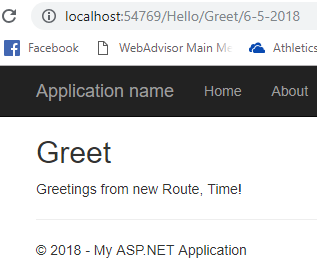 localhost:54769/Hello/Greet/6-5-2018
Facebook WebAdvisor Main Me Athletics
Application name Home About
Greet
Greetings from new Route, Time!
© 2018 - My ASP.NET Application